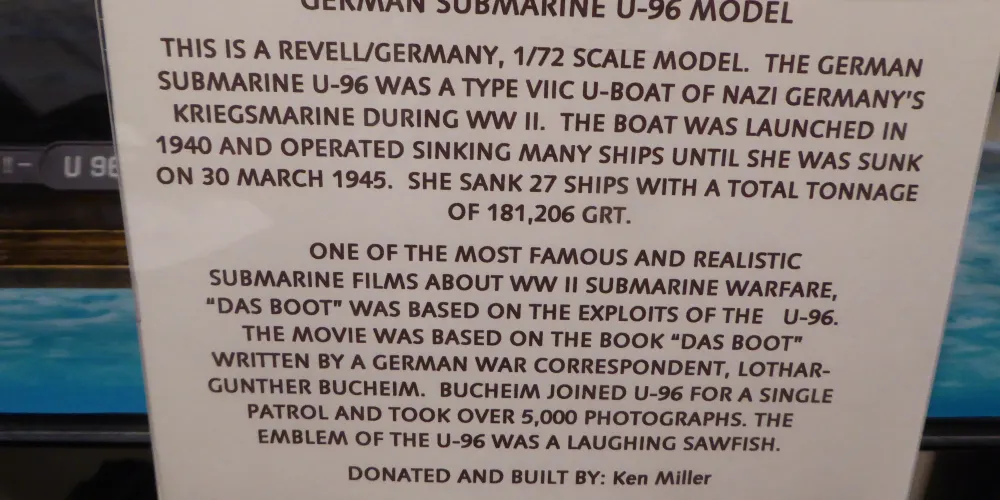 GERMAN SUBMARINE U-96 MODEL
THIS IS A REVELL/GERMANY, 1/72 SCALE MODEL. THE GERMAN
SUBMARINE U-96 WAS A TYPE VIIC U-BOAT OF NAZI GERMANY'S
KRIEGSMARINE DURING WW II. THE BOAT WAS LAUNCHED IN
1940 AND OPERATED SINKING MANY SHIPS UNTIL SHE WAS SUNK
ON 30 MARCH 1945. SHE SANK 27 SHIPS WITH A TOTAL TONNAGE
OF 181,206 GRT.
ONE OF THE MOST FAMOUS AND REALISTIC
SUBMARINE FILMS ABOUT WW II SUBMARINE WARFARE,
"DAS BOOT" WAS BASED ON THE EXPLOITS OF THE U-96.
THE MOVIE WAS BASED ON THE BOOK "DAS BOOT"
WRITTEN BY A GERMAN WAR CORRESPONDENT, LOTHAR-
GUNTHER BUCHEIM. BUCHEIM JOINED U-96 FOR A SINGLE
PATROL AND TOOK OVER 5,000 PHOTOGRAPHS. THE
EMBLEM OF THE U-96 WAS A LAUGHING SAWFISH.
DONATED AND BUILT BY: Ken Miller
U 96